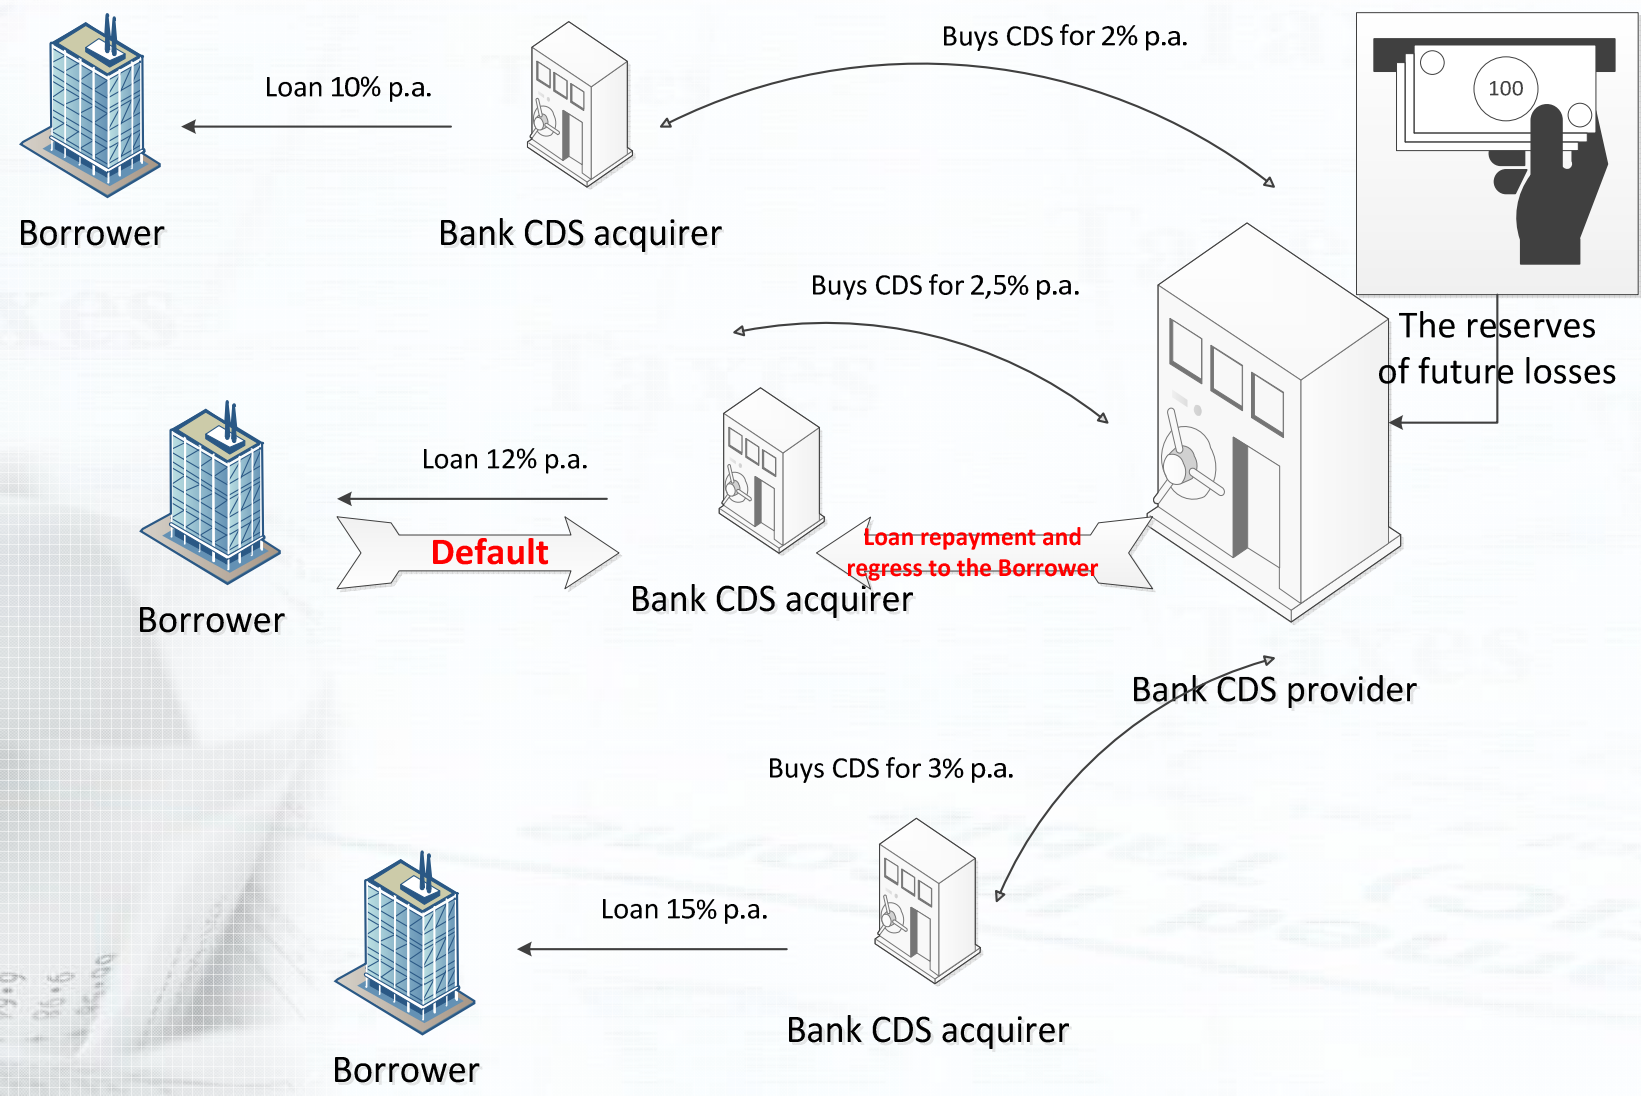 Buys CDS for 2% p.a.
Loan 10% p.a.
100
Borrower
Bank CDS acquirer
Buys CDS for 2,5% p.a.
The reserves
of future losses
Loan 12% p.a.
Default
Loan repayment and
regress to the Borrower
Bank CDS acquirer
Borrower
Bank CDS provider
Buys CDS for 3% p.a.
Loan 15% p.a.
Bank CDS acquirer
Borrower
Taxes